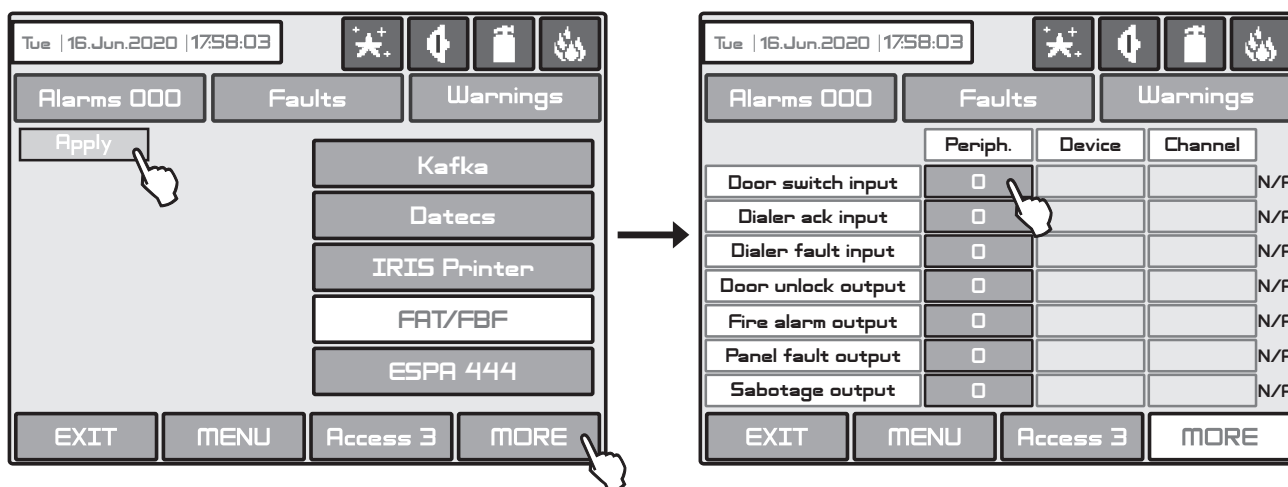 Tue | 16.Jun.2020 | 17:58:03
Alarms 000 Faults Warnings
Apply
Kafka
Datecs
IRIS Printer
FAT/FBF
ESPA 444
EXIT MENU Access 3 MORE
Tue | 16.Jun.2020 | 17:58:03
Alarms 000 Faults Warnings
Periph. Device Channel
Door switch input 0
Dialer ack input 0
Dialer fault input 0
Door unlock output 0
Fire alarm output 0
Panel fault output 0
Sabotage output 0
EXIT MENU Access 3 MORE